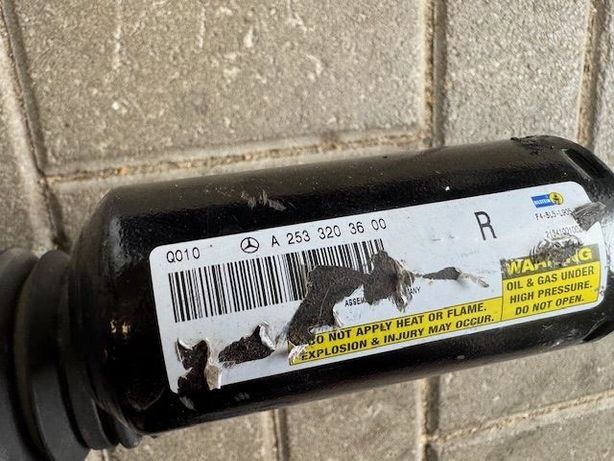 Q010 A 253 320 36 00
R
BILSTEIN
WARNING
OIL & GAS UNDER
HIGH PRESSURE.
DO NOT OPEN.
DO NOT APPLY HEAT OR FLAME.
EXPLOSION & INJURY MAY OCCUR.